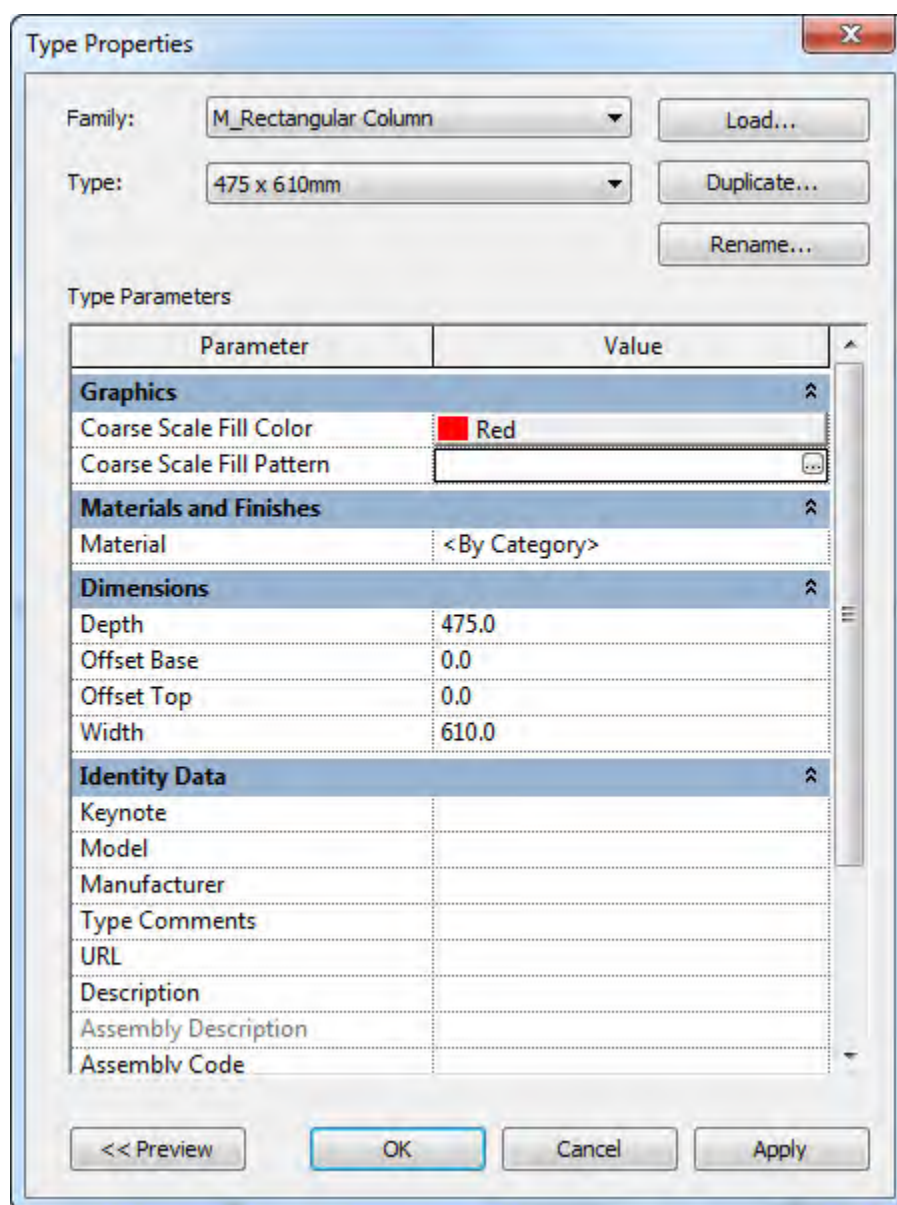 Type Properties
Family: M_Rectangular Column Load...
Type: 475 x 610mm Duplicate...
Rename...
Type Parameters
Parameter Value
Graphics
Coarse Scale Fill Color Red
Coarse Scale Fill Pattern ...
Materials and Finishes
Material <By Category>
Dimensions
Depth 475.0
Offset Base 0.0
Offset Top 0.0
Width 610.0
Identity Data
Keynote
Model
Manufacturer
Type Comments
URL
Description
Assembly Description
Assembly Code
<< Preview OK Cancel Apply